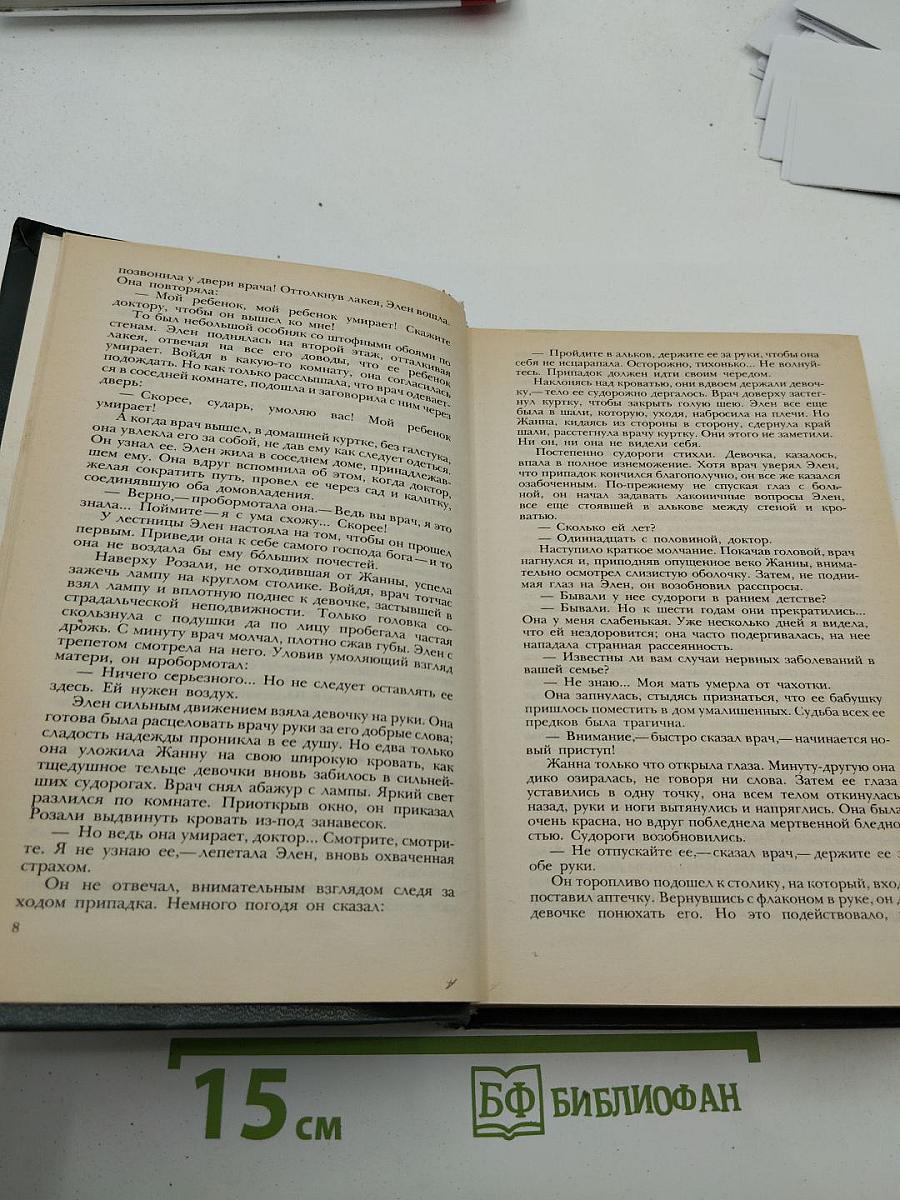 позвонила у двери врача! Оттолкнув лакея, Элен вошла.
Она повторяла:
— Мой ребенок, мой ребенок умирает! Скажите
доктору, чтобы он вышел ко мне!
То был небольшой особняк со штофными обоями по
стенам. Элен поднялась на второй этаж, отталкивая
лакея, отвечая на все его доводы, что ее ребенок
умирает. Войдя в какую-то комнату, она согласилась
подождать. Но как только расслышала, что врач одевает-
ся в соседней комнате, подошла и заговорила с ним через
дверь:
— Скорее, сударь, умоляю вас! Мой ребенок
умирает!
А когда врач вышел, в домашней куртке, без галстука,
она увлекла его за собой, не дав ему как следует одеться.
Он узнал ее. Элен жила в соседнем доме, принадлежав-
шем ему. Она вдруг вспомнила об этом, когда доктор,
желая сократить путь, провел ее через сад и калитку,
соединявшую оба домовладения.
— Верно,— пробормотала она.— Ведь вы врач, я это
знала... Поймите — я с ума схожу... Скорее!
У лестницы Элен настояла на том, чтобы он прошел
первым. Приведи она к себе самого господа бога — и то
она не воздала бы ему бо́льших почестей.
Наверху Розали, не отходившая от Жанны, успела
зажечь лампу на круглом столике. Войдя, врач тотчас
взял лампу и вплотную поднес к девочке, застывшей в
страдальческой неподвижности. Только головка со-
скользнула с подушки да по лицу пробегала частая
дрожь. С минуту врач молчал, плотно сжав губы. Элен с
трепетом смотрела на него. Уловив умоляющий взгляд
матери, он пробормотал:
— Ничего серьезного... Но не следует оставлять ее
здесь. Ей нужен воздух.
Элен сильным движением взяла девочку на руки. Она
готова была расцеловать врачу руки за его добрые слова;
сладость надежды проникла в ее душу. Но едва только
она уложила Жанну на свою широкую кровать, как
тщедушное тельце девочки вновь забилось в сильней-
ших судорогах. Врач снял абажур с лампы. Яркий свет
разлился по комнате. Приоткрыв окно, он приказал
Розали выдвинуть кровать из-под занавесок.
— Но ведь она умирает, доктор... Смотрите, смотри-
те. Я не узнаю ее,— лепетала Элен, вновь охваченная
страхом.
Он не отвечал, внимательным взглядом следя за
ходом припадка. Немного погодя он сказал:
8
— Пройдите в альков, держите ее за руки, чтобы она
себя не исцарапала. Осторожно, тихонько... Не волнуй-
тесь. Припадок должен идти своим чередом.
Наклонясь над кроватью, они вдвоем держали девоч-
ку,— тело ее судорожно дергалось. Врач доверху застег-
нул куртку, чтобы закрыть голую шею. Элен все еще
была в шали, которую, уходя, набросила на плечи. Но
Жанна, кидаясь из стороны в сторону, сдернула край
шали, расстегнула врачу куртку. Они этого не заметили.
Ни он, ни она не видели себя.
Постепенно судороги стихли. Девочка, казалось,
впала в полное изнеможение. Хотя врач уверял Элен,
что припадок кончился благополучно, он все же казался
озабоченным. По-прежнему не спуская глаз с боль-
ной, он начал задавать лаконичные вопросы Элен,
все еще стоявшей в алькове между стеной и кро-
ватью.
— Сколько ей лет?
— Одиннадцать с половиной, доктор.
Наступило краткое молчание. Покачав головой, врач
нагнулся и, приподняв опущенное веко Жанны, внима-
тельно осмотрел слизистую оболочку. Затем, не подни-
мая глаз на Элен, он возобновил расспросы.
— Бывали у нее судороги в раннем детстве?
— Бывали. Но к шести годам они прекратились...
Она у меня слабенькая. Уже несколько дней я видела,
что ей нездоровится; она часто подергивалась, на нее
нападала странная рассеянность.
— Известны ли вам случаи нервных заболеваний в
вашей семье?
— Не знаю... Моя мать умерла от чахотки.
Она запнулась, стыдясь признаться, что ее бабушку
пришлось поместить в дом умалишенных. Судьба всех ее
предков была трагична.
— Внимание,— быстро сказал врач,— начинается но-
вый приступ!
Жанна только что открыла глаза. Минуту-другую она
дико озиралась, не говоря ни слова. Затем ее глаза
уставились в одну точку, она всем телом откинулась
назад, руки и ноги вытянулись и напряглись. Она была
очень красна, но вдруг побледнела мертвенной бледно
стью. Судороги возобновились.
— Не отпускайте ее,— сказал врач,— держите ее
обе руки.
Он торопливо подошел к столику, на который, вход
поставил аптечку. Вернувшись с флаконом в руке, он
девочке понюхать его. Но это подействовало,
15 см
БФ БИБЛИОФАН